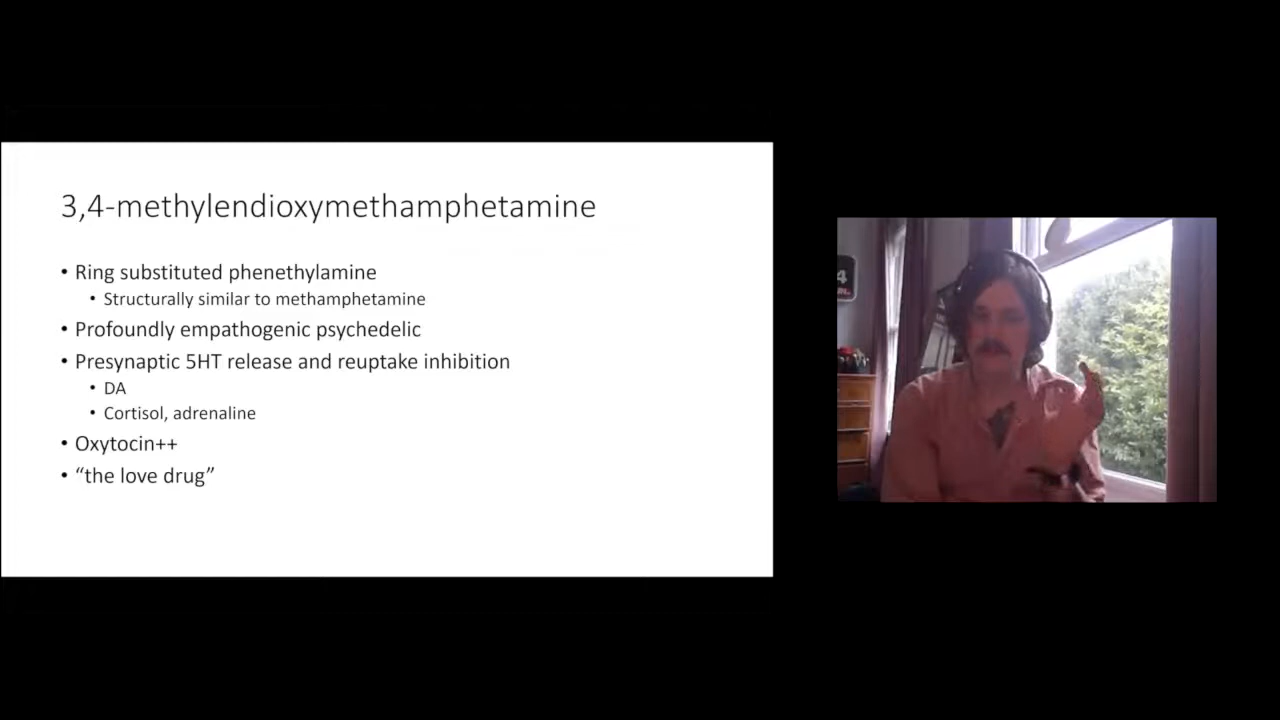 3,4-methylendioxymethamphetamine
• Ring substituted phenethylamine
• Structurally similar to methamphetamine
• Profoundly empathogenic psychedelic
• Presynaptic 5HT release and reuptake inhibition
• DA
• Cortisol, adrenaline
• Oxytocin++
• “the love drug”
4